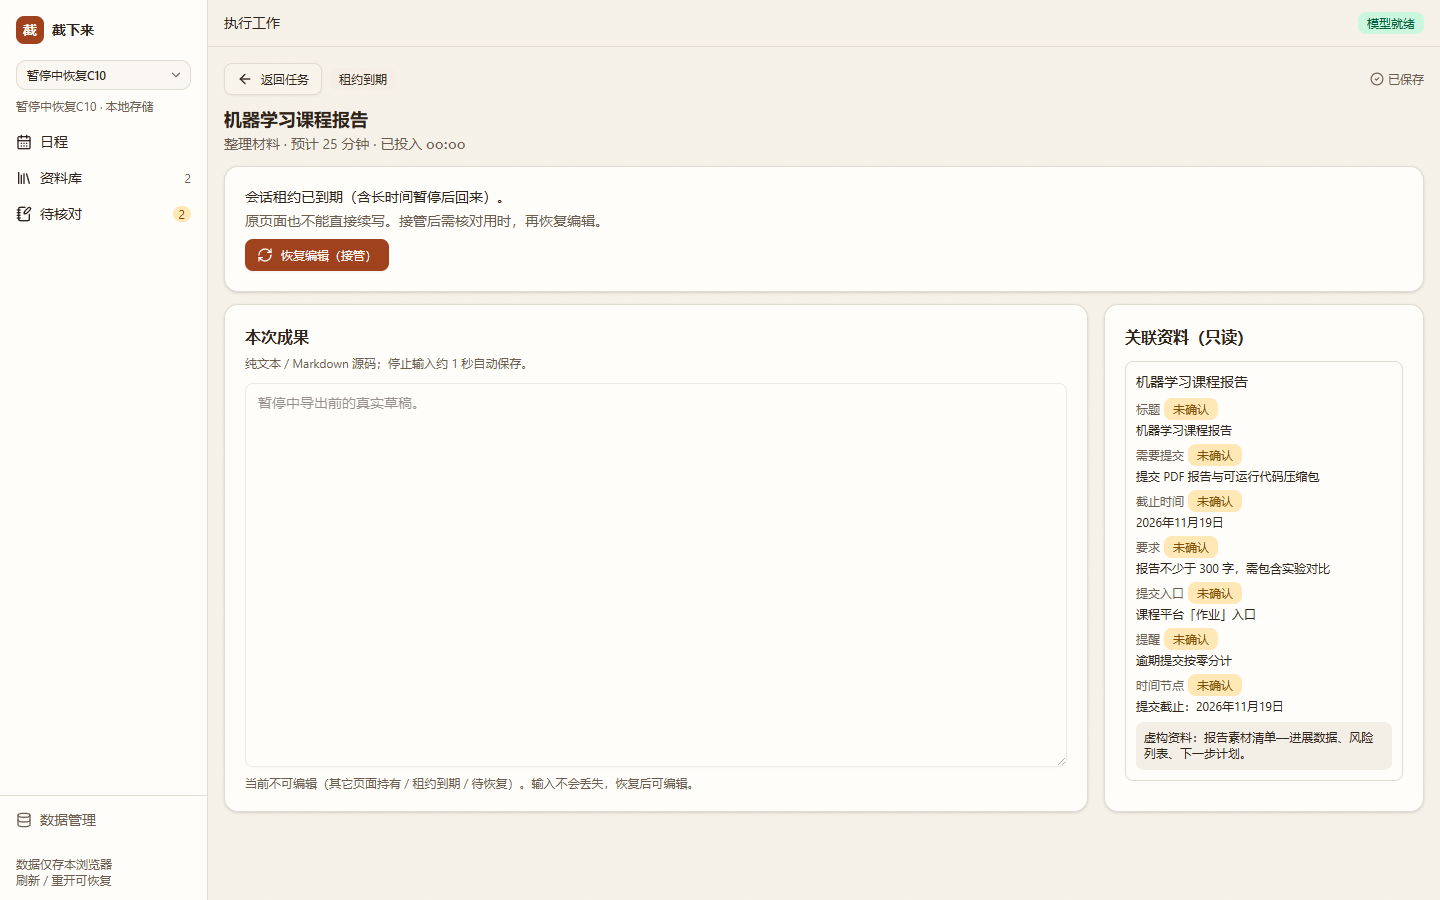 截 截下来
暂停中恢复C10
暂停中恢复C10 · 本地存储
日程
资料库 2
待核对 2
数据管理
数据仅存本浏览器
刷新 / 重开可恢复
执行工作
模型就绪
返回任务
租约到期
已保存
机器学习课程报告
整理材料 · 预计 25 分钟 · 已投入 00:00
会话租约已到期（含长时间暂停后回来）。
原页面也不能直接续写。接管后需核对用时，再恢复编辑。
恢复编辑（接管）
本次成果
纯文本 / Markdown 源码；停止输入约 1 秒自动保存。
暂停中导出前的真实草稿。
当前不可编辑（其它页面持有 / 租约到期 / 待恢复）。输入不会丢失，恢复后可编辑。
关联资料（只读）
机器学习课程报告
标题 未确认
机器学习课程报告
需要提交 未确认
提交 PDF 报告与可运行代码压缩包
截止时间 未确认
2026年11月19日
要求 未确认
报告不少于 300 字，需包含实验对比
提交入口 未确认
课程平台「作业」入口
提醒 未确认
逾期提交按零分计
时间节点 未确认
提交截止：2026年11月19日
虚构资料：报告素材清单—进展数据、风险
列表、下一步计划。